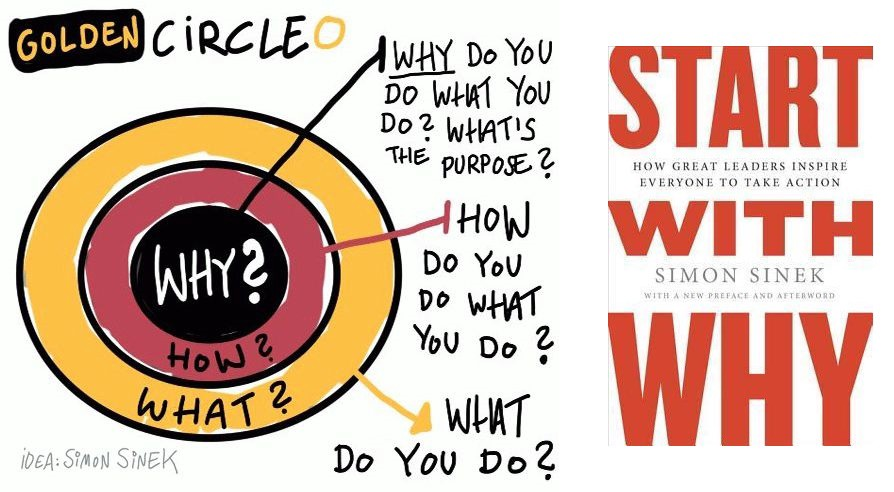 GOLDEN CIRCLE
WHY DO YOU
DO WHAT YOU
DO? WHAT'S
THE PURPOSE?
HOW
DO YOU
DO WHAT
YOU DO?
WHAT
DO YOU DO?
WHY?
HOW?
WHAT?
IDEA: SIMON SINEK
START
HOW GREAT LEADERS INSPIRE
EVERYONE TO TAKE ACTION
WITH
SIMON SINEK
WITH A NEW PREFACE AND AFTERWORD
WHY